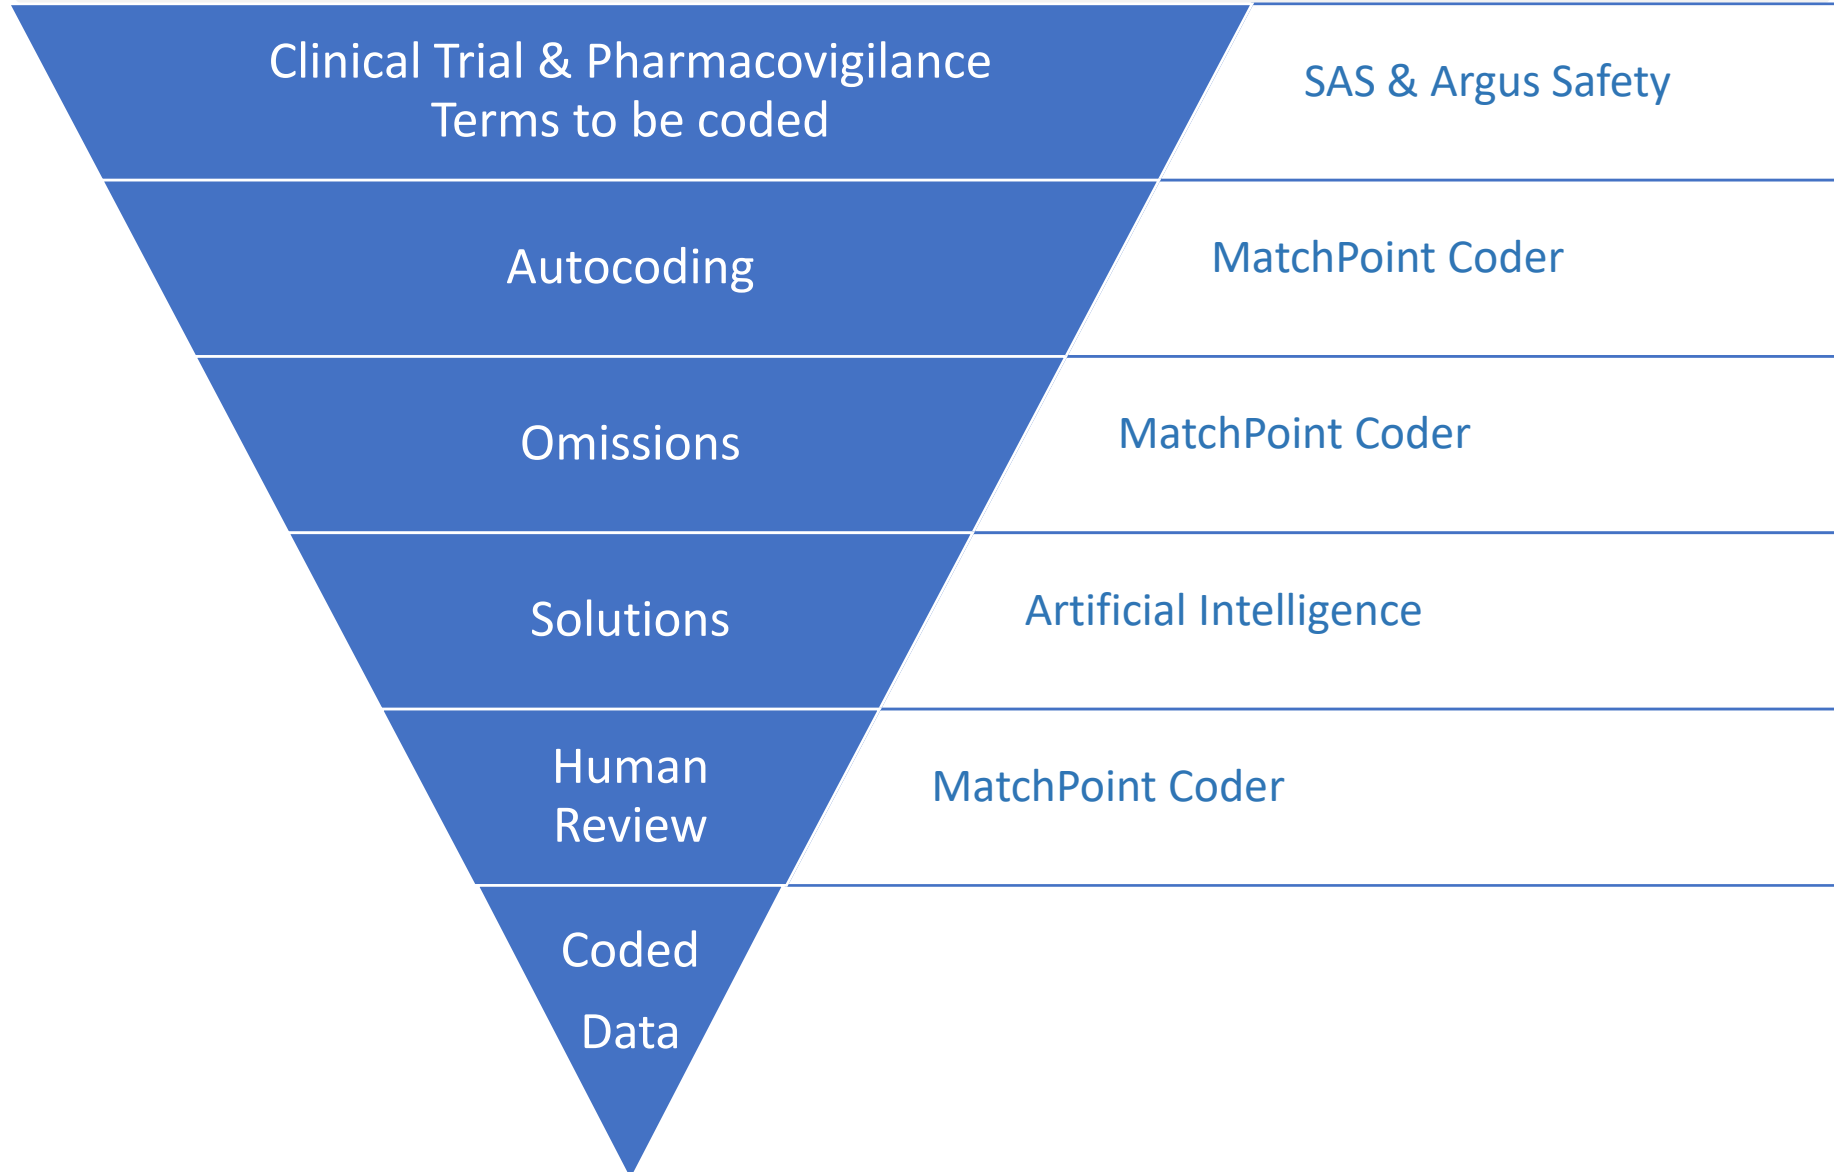 Clinical Trial & Pharmacovigilance
Terms to be coded
SAS & Argus Safety
Autocoding
MatchPoint Coder
Omissions
MatchPoint Coder
Solutions
Artificial Intelligence
Human
Review
MatchPoint Coder
Coded
Data